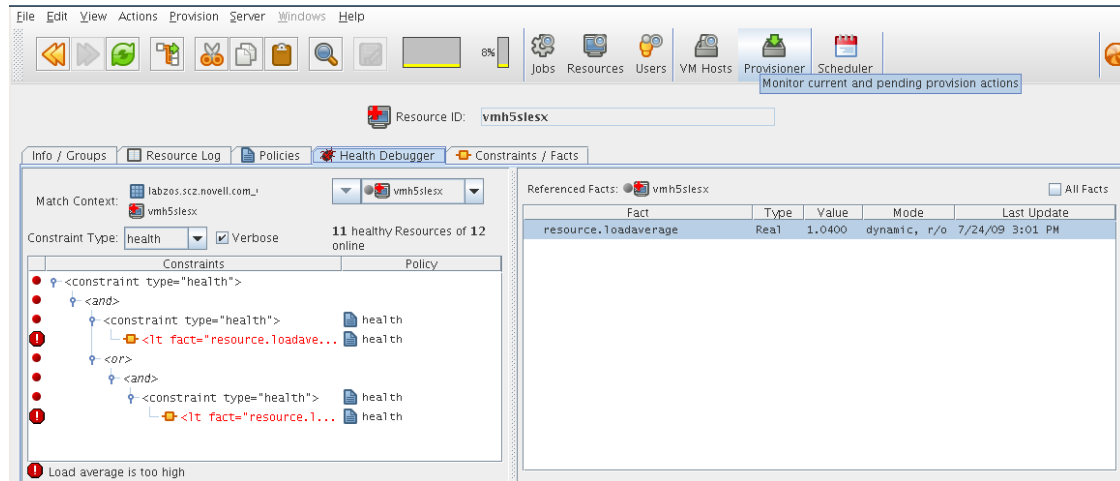 File Edit View Actions Provision Server Windows Help
8%
Jobs Resources Users VM Hosts Provisioner Scheduler
Monitor current and pending provision actions
Resource ID: vmh5slesx
Info / Groups Resource Log Policies Health Debugger Constraints / Facts
Match Context: labzos.scz.novell.com_
vmh5slesx
vmh5slesx
Constraint Type: health Verbose
11 healthy Resources of 12 online
Constraints Policy
<constraint type="health">
<and>
<constraint type="health"> health
<lt fact="resource.loadave... health
<or>
<and>
<constraint type="health"> health
<lt fact="resource.l... health
Load average is too high
Referenced Facts: vmh5slesx All Facts
Fact Type Value Mode Last Update
resource.loadaverage Real 1.0400 dynamic, r/o 7/24/09 3:01 PM